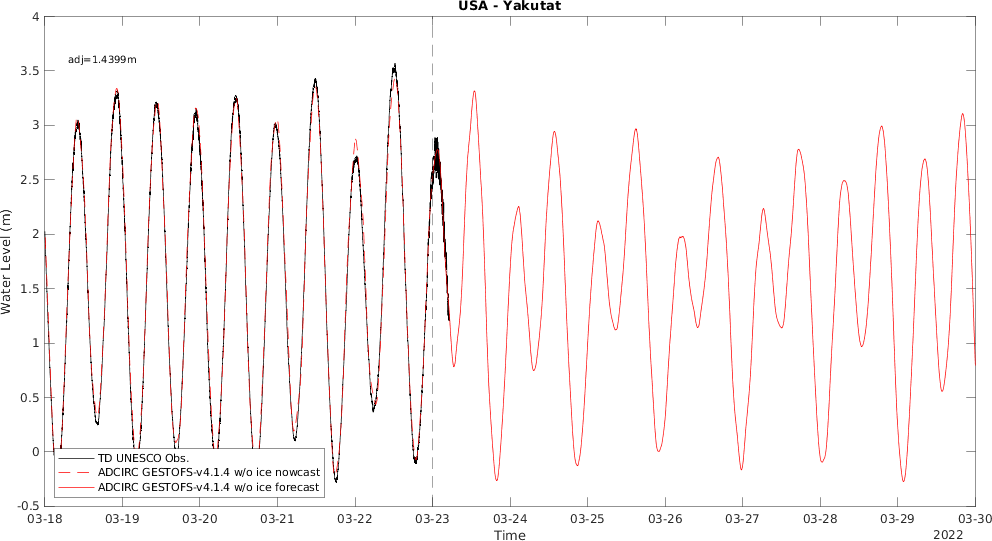 USA - Yakutat
adj=1.4399m
Water Level (m)
4
3.5
3
2.5
2
1.5
1
0.5
0
-0.5
TD UNESCO Obs.
ADCIRC GESTOFS-v4.1.4 w/o ice nowcast
ADCIRC GESTOFS-v4.1.4 w/o ice forecast
03-18 03-19 03-20 03-21 03-22 03-23 03-24 03-25 03-26 03-27 03-28 03-29 03-30
Time
2022